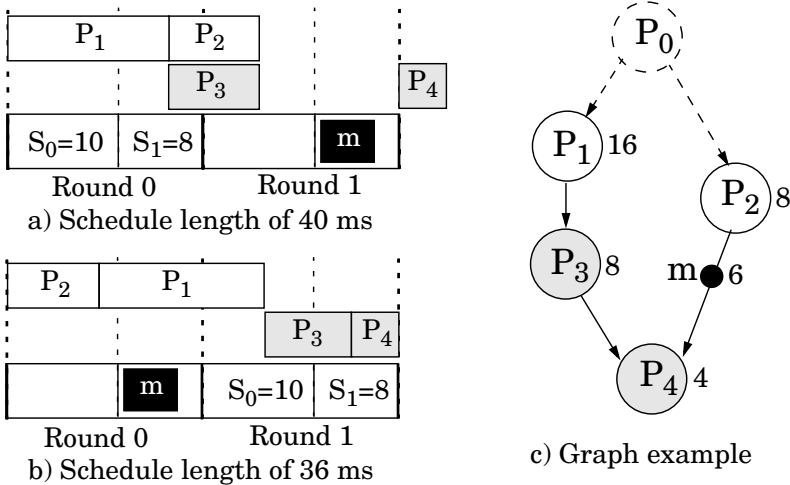 P1 P2
P3 P4
S0=10 S1=8 m
Round 0 Round 1
a) Schedule length of 40 ms
P2 P1
P3 P4
m S0=10 S1=8
Round 0 Round 1
b) Schedule length of 36 ms
P0
P1 16
P2 8
P3 8
m 6
P4 4
c) Graph example